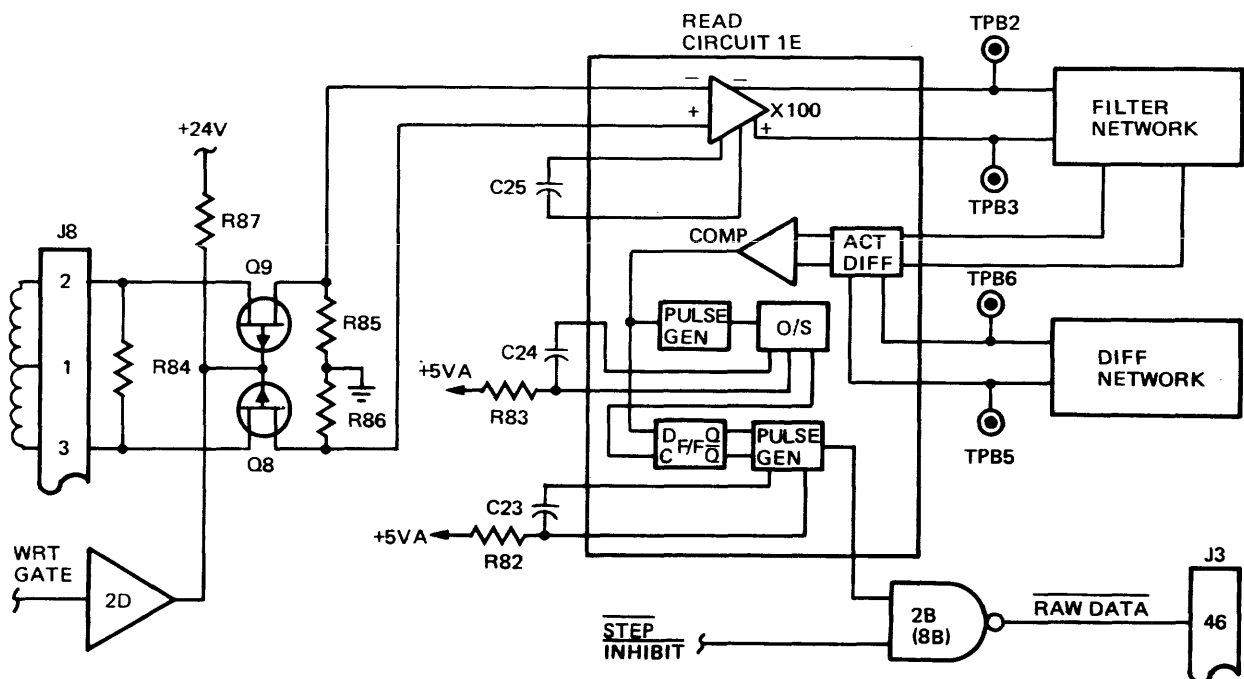 READ
CIRCUIT 1E
TPB2
+24V
− −
+ X100
+
FILTER
NETWORK
C25
TPB3
R87
J8
Q9
COMP
ACT
DIFF
TPB6
2
R85
PULSE
GEN
O/S
DIFF
NETWORK
1
R84
C24
+5VA
R83
R86
TPB5
3
Q8
D F/F Q
C Q̅
PULSE
GEN
C23
+5VA
R82
WRT
GATE
2D
J3
2B
(8B)
RAW DATA
46
STEP
INHIBIT